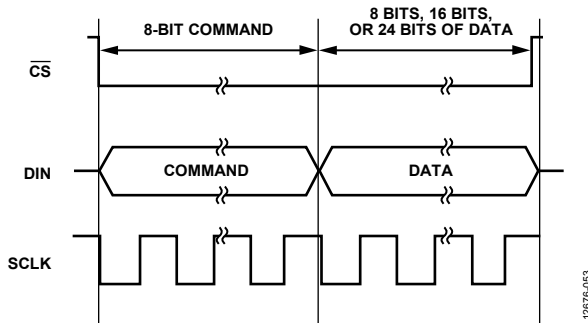 8-BIT COMMAND
8 BITS, 16 BITS,
OR 24 BITS OF DATA
CS
DIN
COMMAND
DATA
SCLK
12676-053